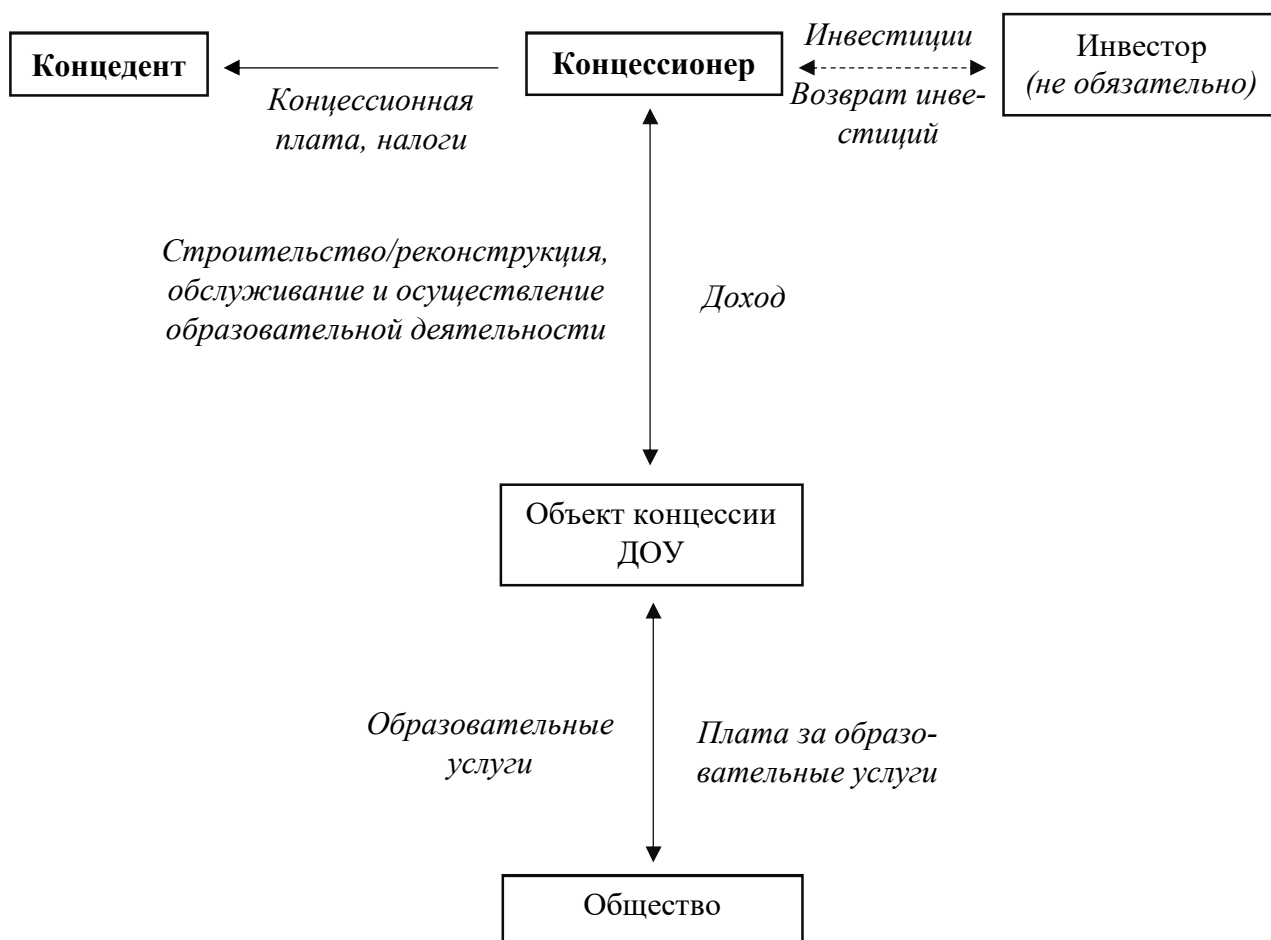 Концедент
Концессионер
Инвестиции
Возврат инве-
стиций
Инвестор
(не обязательно)
Концессионная
плата, налоги
Строительство/реконструкция,
обслуживание и осуществление
образовательной деятельности
Доход
Объект концессии
ДОУ
Образовательные
услуги
Плата за образо-
вательные услуги
Общество